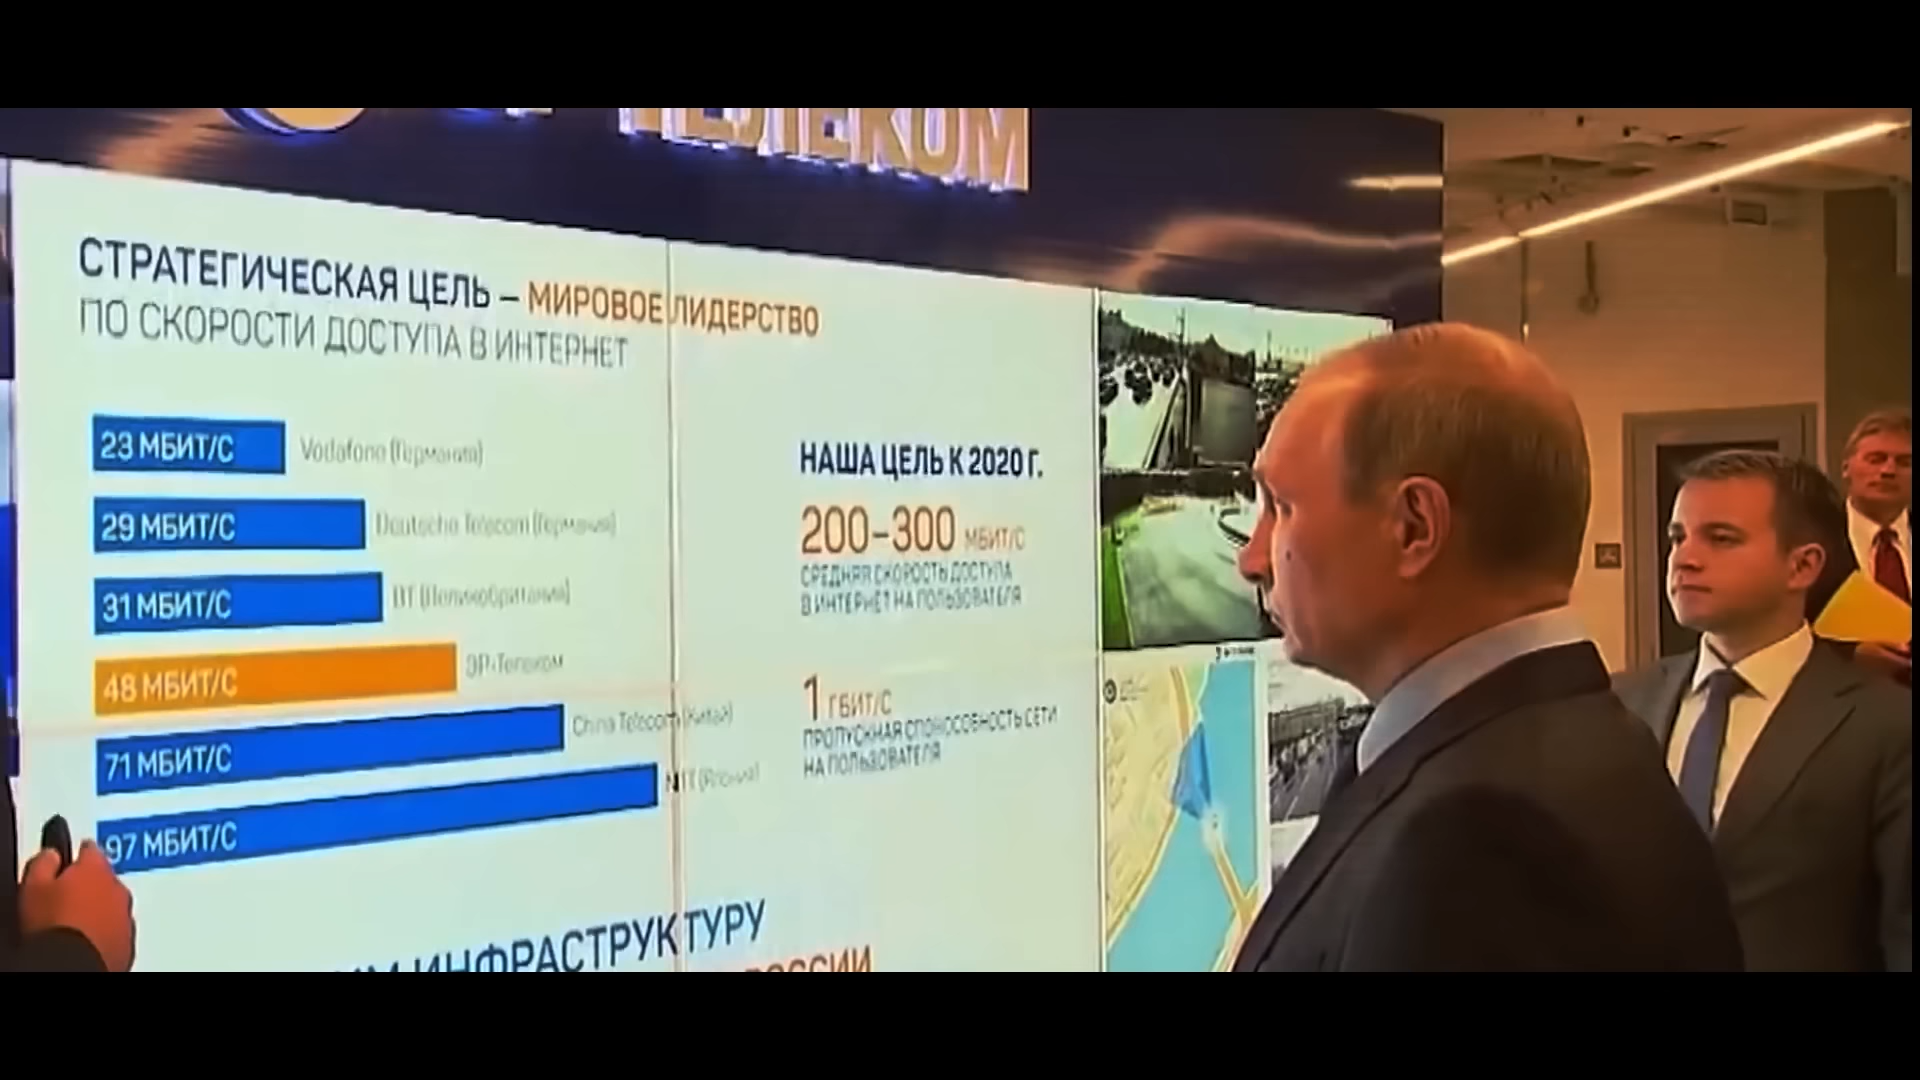 ТЕЛЕКОМ
СТРАТЕГИЧЕСКАЯ ЦЕЛЬ – МИРОВОЕ ЛИДЕРСТВО
ПО СКОРОСТИ ДОСТУПА В ИНТЕРНЕТ
23 МБИТ/С Vodafone (Германия)
29 МБИТ/С Deutsche Telecom (Германия)
31 МБИТ/С BT (Великобритания)
48 МБИТ/С ЭР-Телеком
71 МБИТ/С China Telecom (Китай)
97 МБИТ/С NTT (Япония)
НАША ЦЕЛЬ К 2020 Г.
200–300 МБИТ/С
СРЕДНЯЯ СКОРОСТЬ ДОСТУПА
В ИНТЕРНЕТ НА ПОЛЬЗОВАТЕЛЯ
1 ГБИТ/С
ПРОПУСКНАЯ СПОСОБНОСТЬ СЕТИ
НА ПОЛЬЗОВАТЕЛЯ
ИНФРАСТРУКТУРУ
РОССИИ